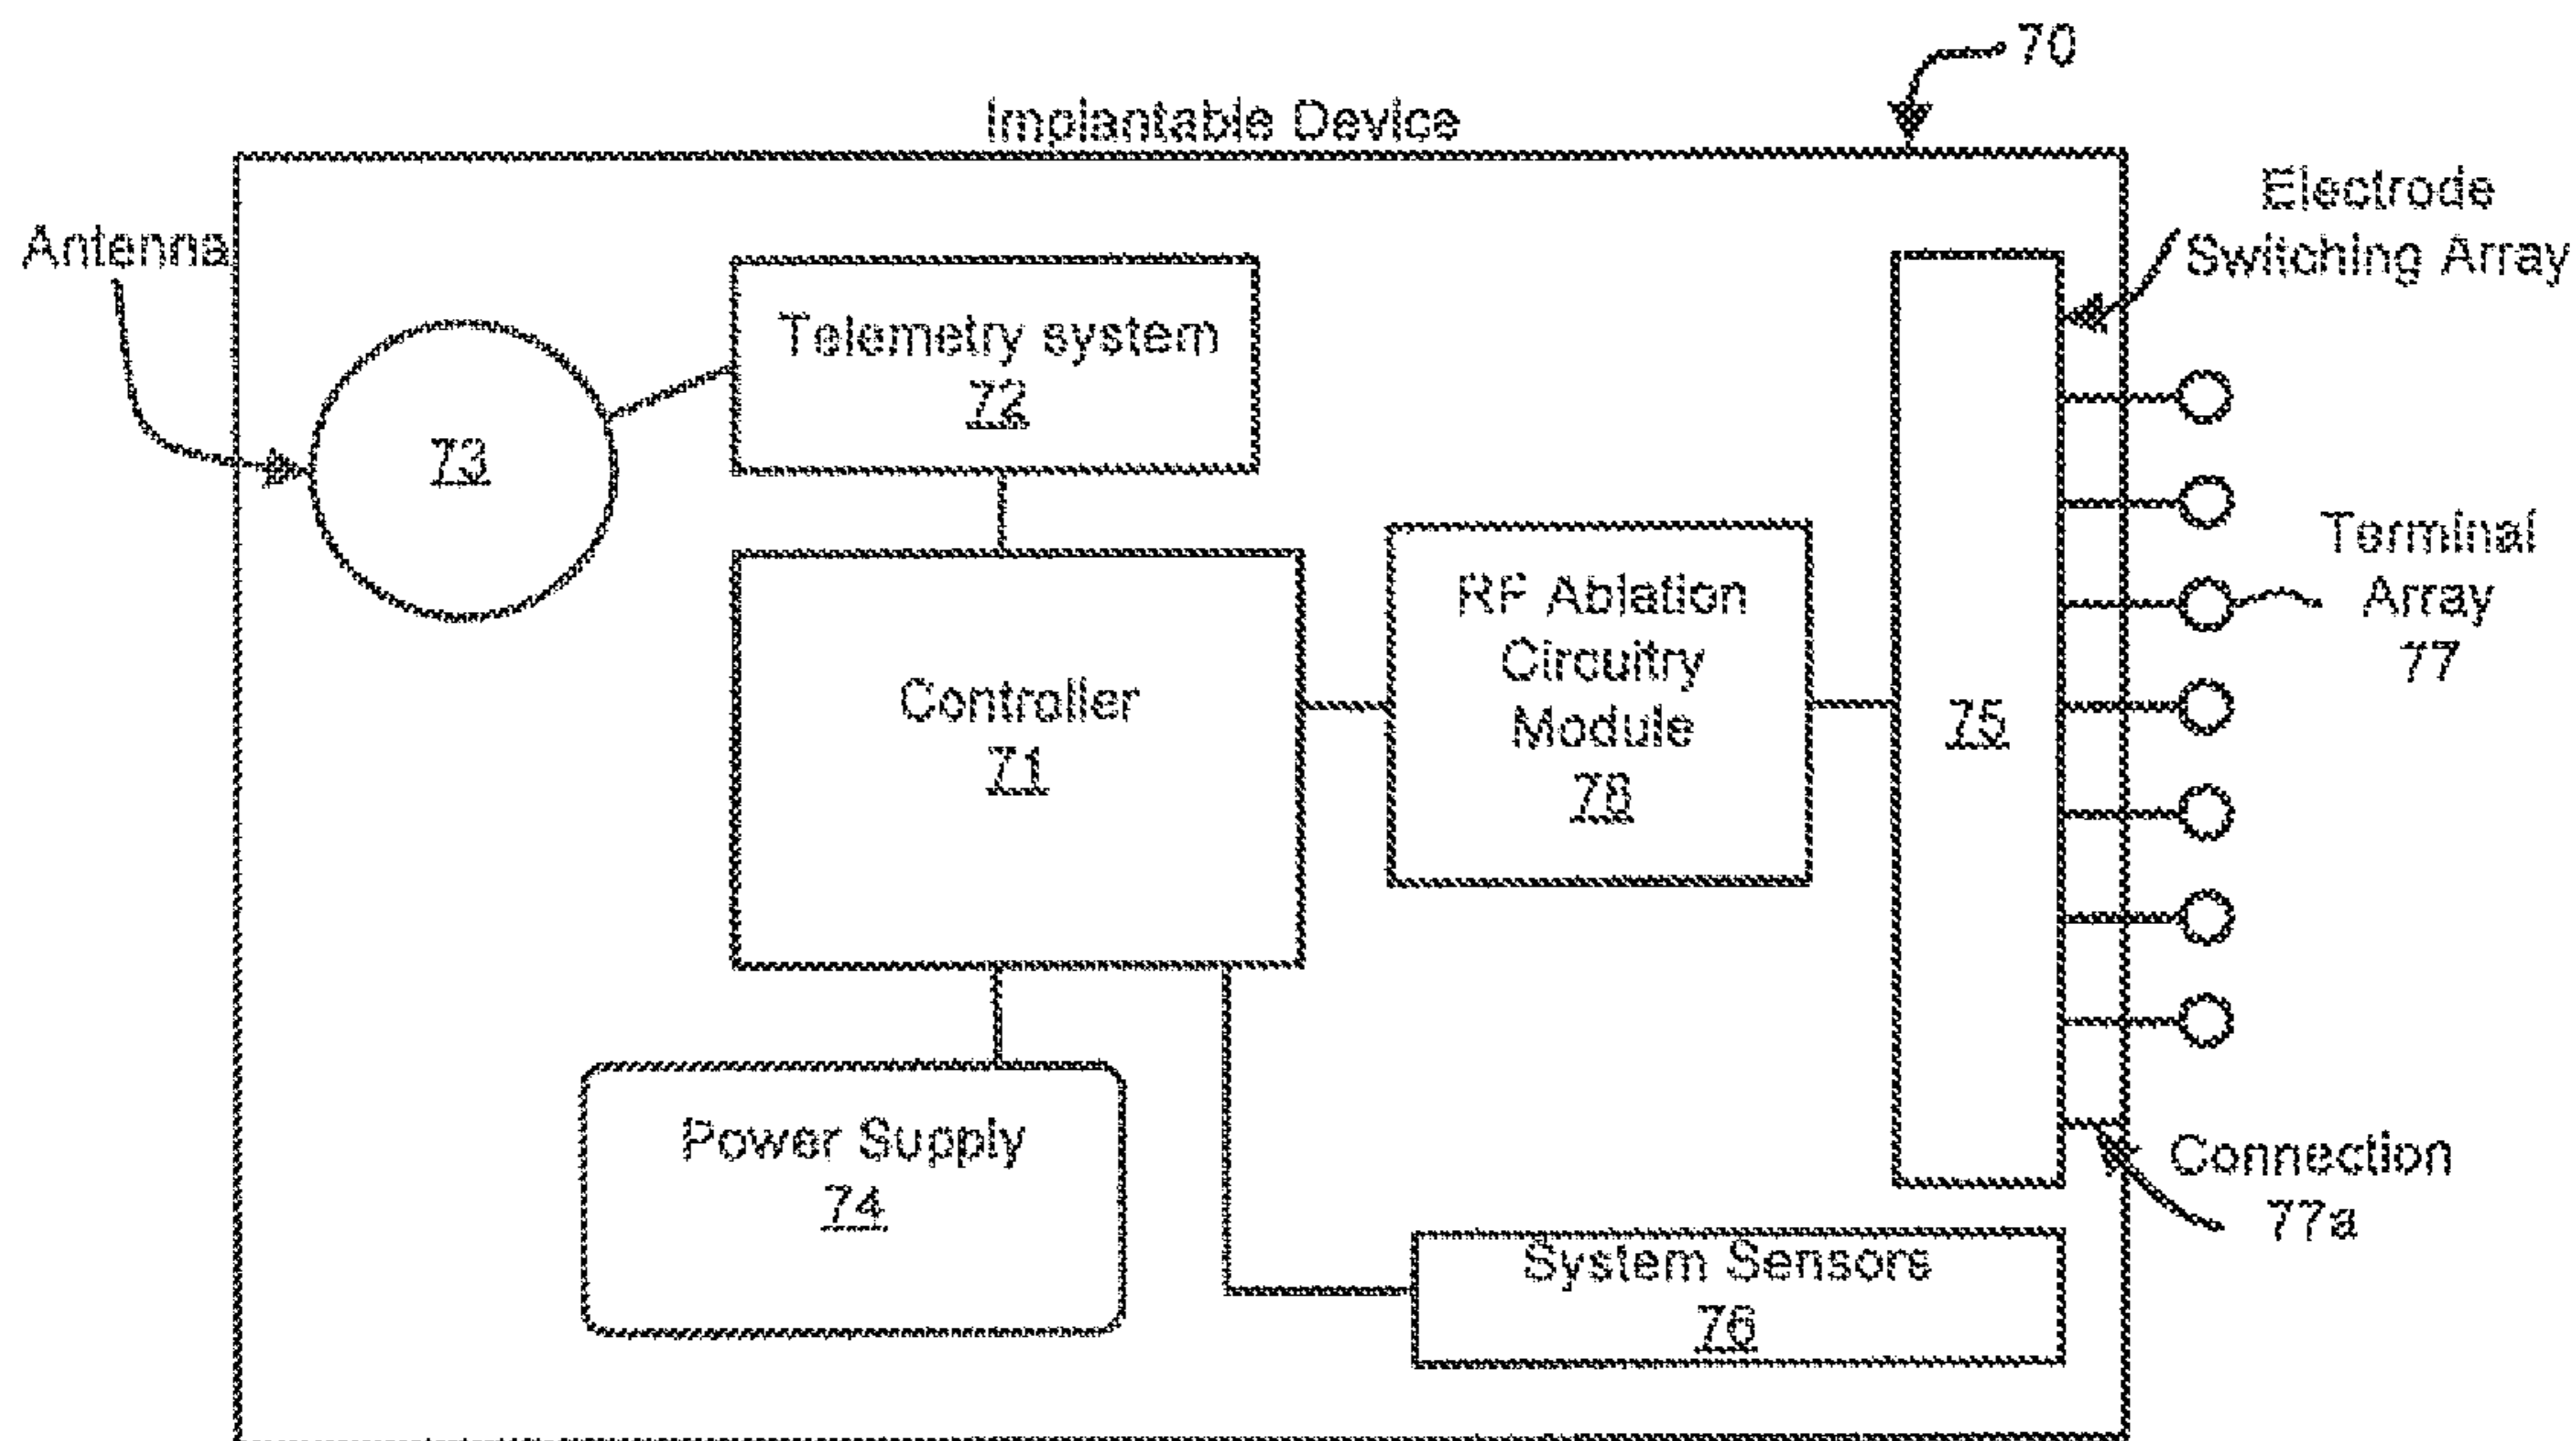 70
Implantable Device
Electrode
Switching Array
Antenna
Telemetry system
72
73
Terminal
Array
77
RF Ablation
Circuitry
Module
78
Controller
71
75
Power Supply
74
Connection
77a
System Sensors
76